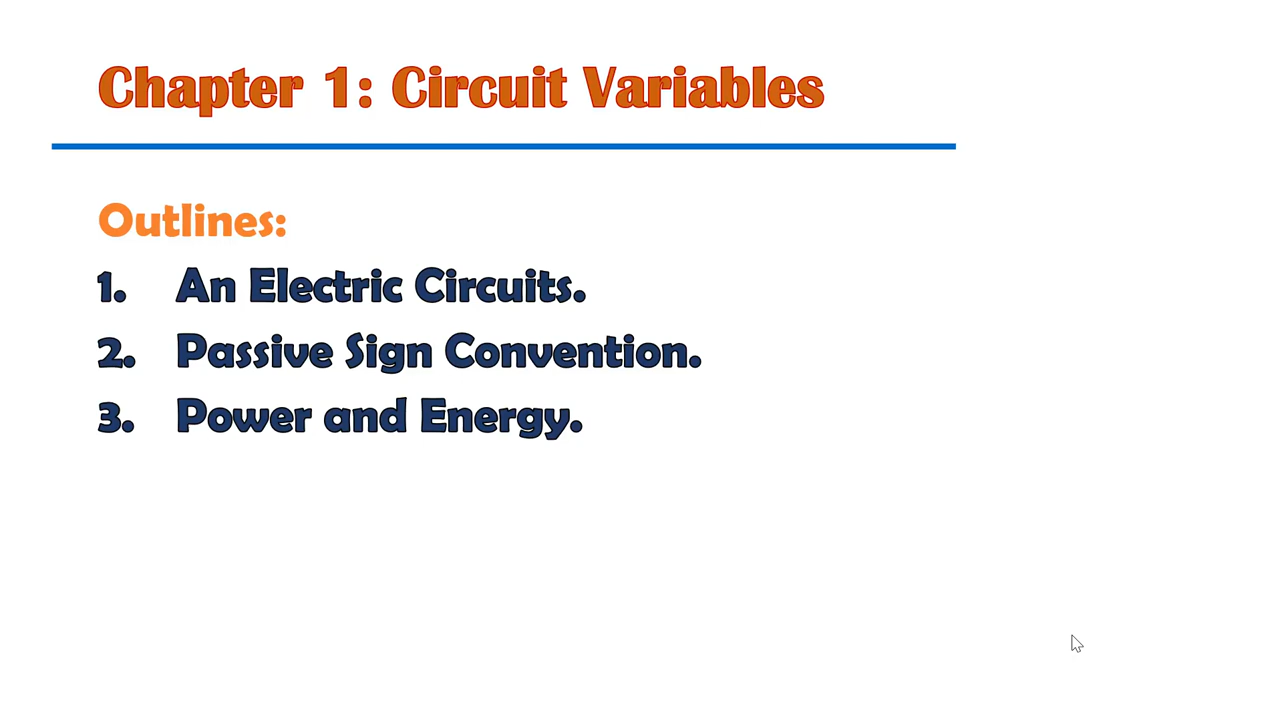 Chapter 1: Circuit Variables
Outlines:
1. An Electric Circuits.
2. Passive Sign Convention.
3. Power and Energy.